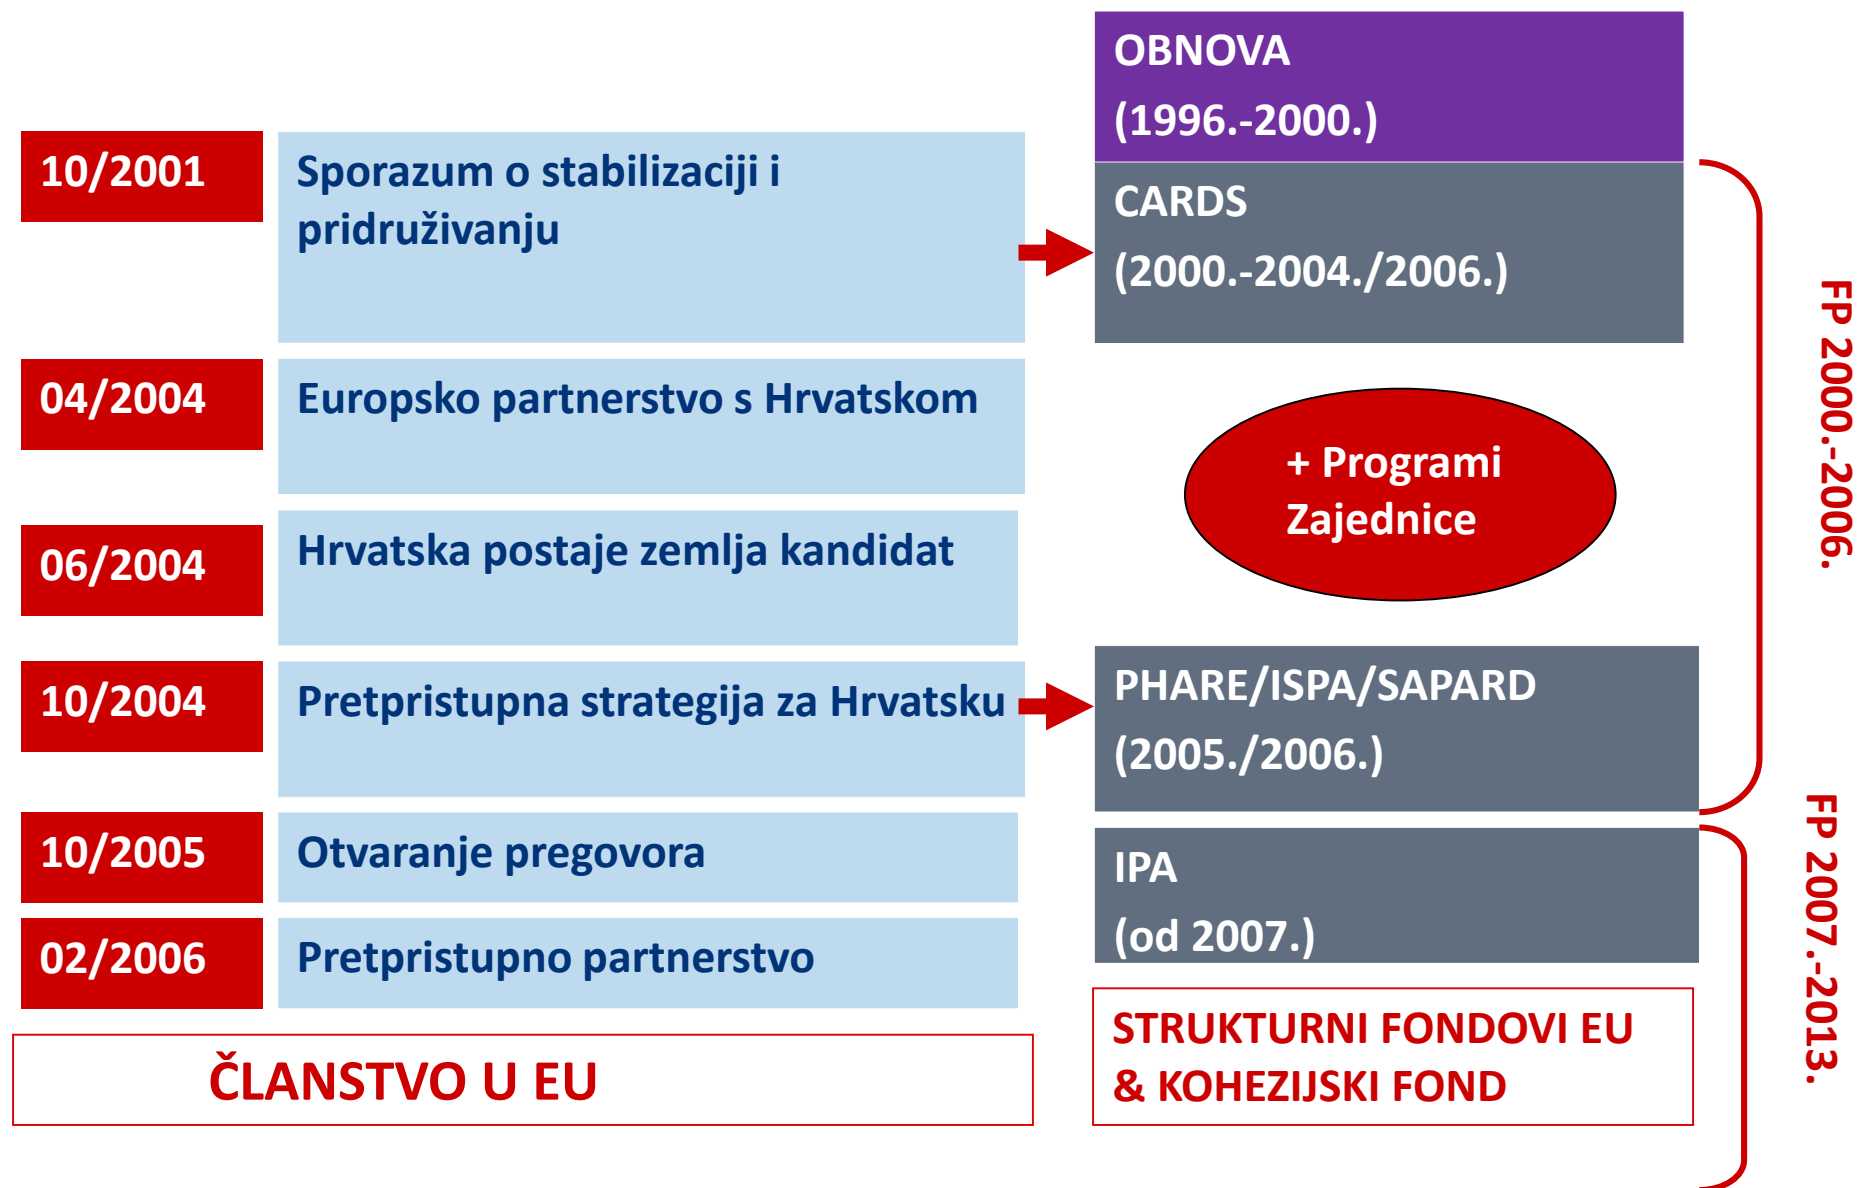 10/2001
Sporazum o stabilizaciji i
pridruživanju
04/2004
Europsko partnerstvo s Hrvatskom
06/2004
Hrvatska postaje zemlja kandidat
10/2004
Pretpristupna strategija za Hrvatsku
10/2005
Otvaranje pregovora
02/2006
Pretpristupno partnerstvo
ČLANSTVO U EU
OBNOVA
(1996.-2000.)
CARDS
(2000.-2004./2006.)
+ Programi
Zajednice
PHARE/ISPA/SAPARD
(2005./2006.)
IPA
(od 2007.)
STRUKTURNI FONDOVI EU
& KOHEZIJSKI FOND
FP 2000.-2006.
FP 2007.-2013.